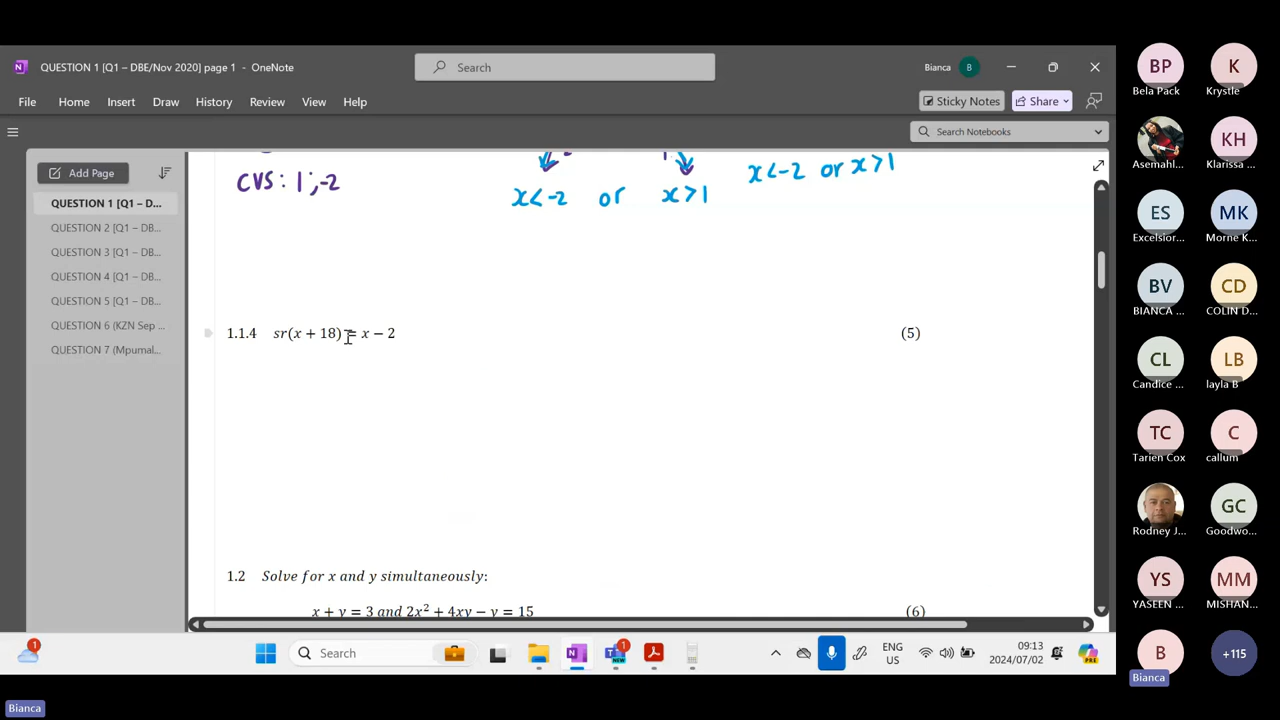 QUESTION 1 [Q1 – DBE/Nov 2020] page 1 - OneNote
Search
Bianca B
File Home Insert Draw History Review View Help
Sticky Notes
Share
Search Notebooks
Add Page
QUESTION 1 [Q1 – D...
QUESTION 2 [Q1 – DB...
QUESTION 3 [Q1 – DB...
QUESTION 4 [Q1 – DB...
QUESTION 5 [Q1 – DB...
QUESTION 6 (KZN Sep ...
QUESTION 7 (Mpumal...
CVS: 1;-2
x<-2 or x>1
x<-2 or x>1
1.1.4 sr(x + 18) = x − 2 (5)
1.2 Solve for x and y simultaneously:
x + y = 3 and 2x² + 4xy − y = 15 (6)
BP
Bela Pack
K
Krystle
Asemahl...
KH
Klarissa ...
ES
Excelsior...
MK
Morne K...
BV
BIANCA ...
CD
COLIN D...
CL
Candice ...
LB
layla B
TC
Tarien Cox
C
callum
Rodney J...
GC
Goodwo...
YS
YASEEN ...
MM
MISHAN...
B
Bianca
+115
1
Search
NEW
1
ENG
US
09:13
2024/07/02
PRE
Bianca